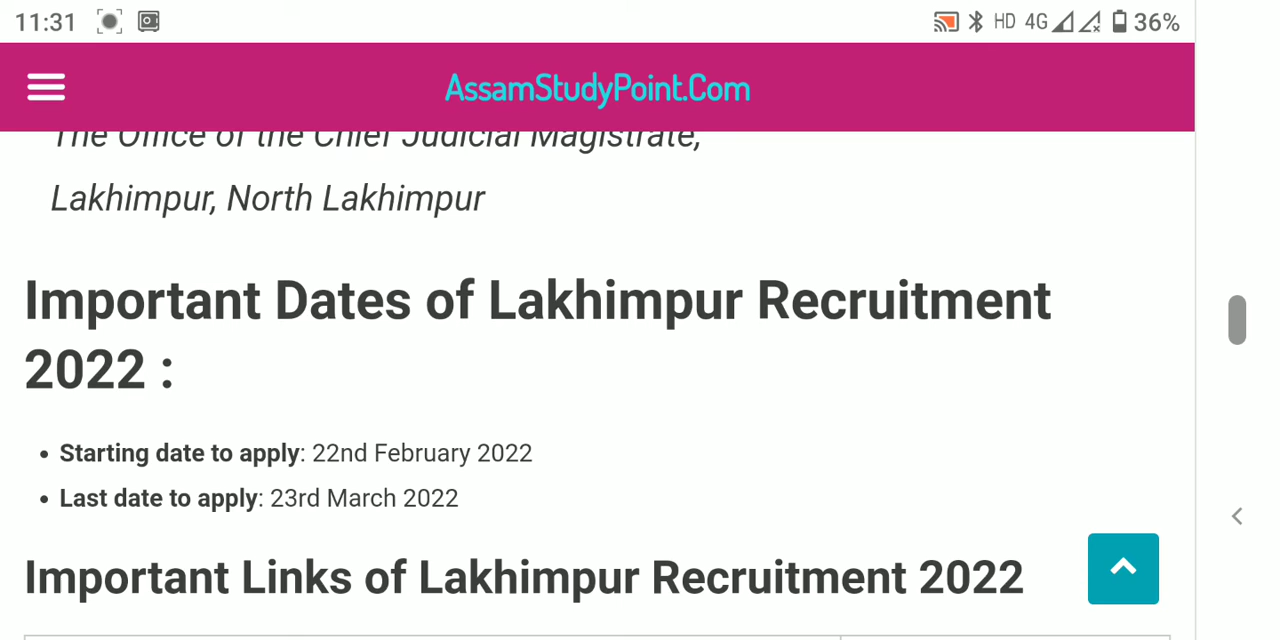 11:31 HD 4G 36%
AssamStudyPoint.Com
The Office of the Chief Judicial Magistrate,
Lakhimpur, North Lakhimpur
Important Dates of Lakhimpur Recruitment
2022 :
• Starting date to apply: 22nd February 2022
• Last date to apply: 23rd March 2022
Important Links of Lakhimpur Recruitment 2022